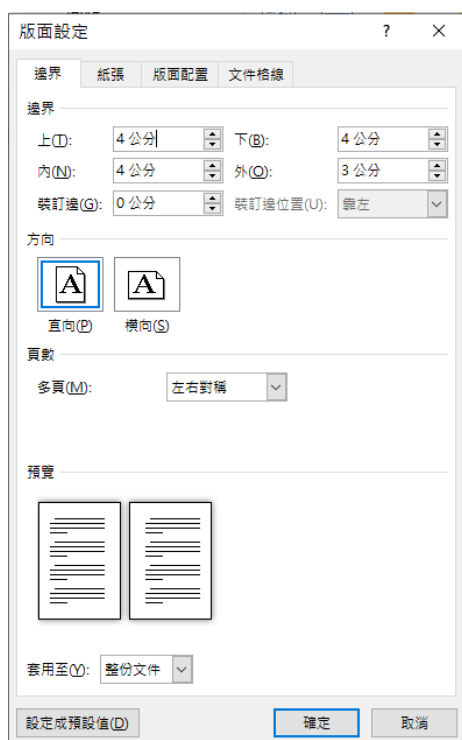 版面設定 ? ×
邊界 紙張 版面配置 文件格線
邊界
上(T): 4 公分 下(B): 4 公分
內(N): 4 公分 外(O): 3 公分
裝訂邊(G): 0 公分 裝訂邊位置(U): 靠左
方向
A A
直向(P) 橫向(S)
頁數
多頁(M): 左右對稱
預覽
套用至(Y): 整份文件
設定成預設值(D) 確定 取消